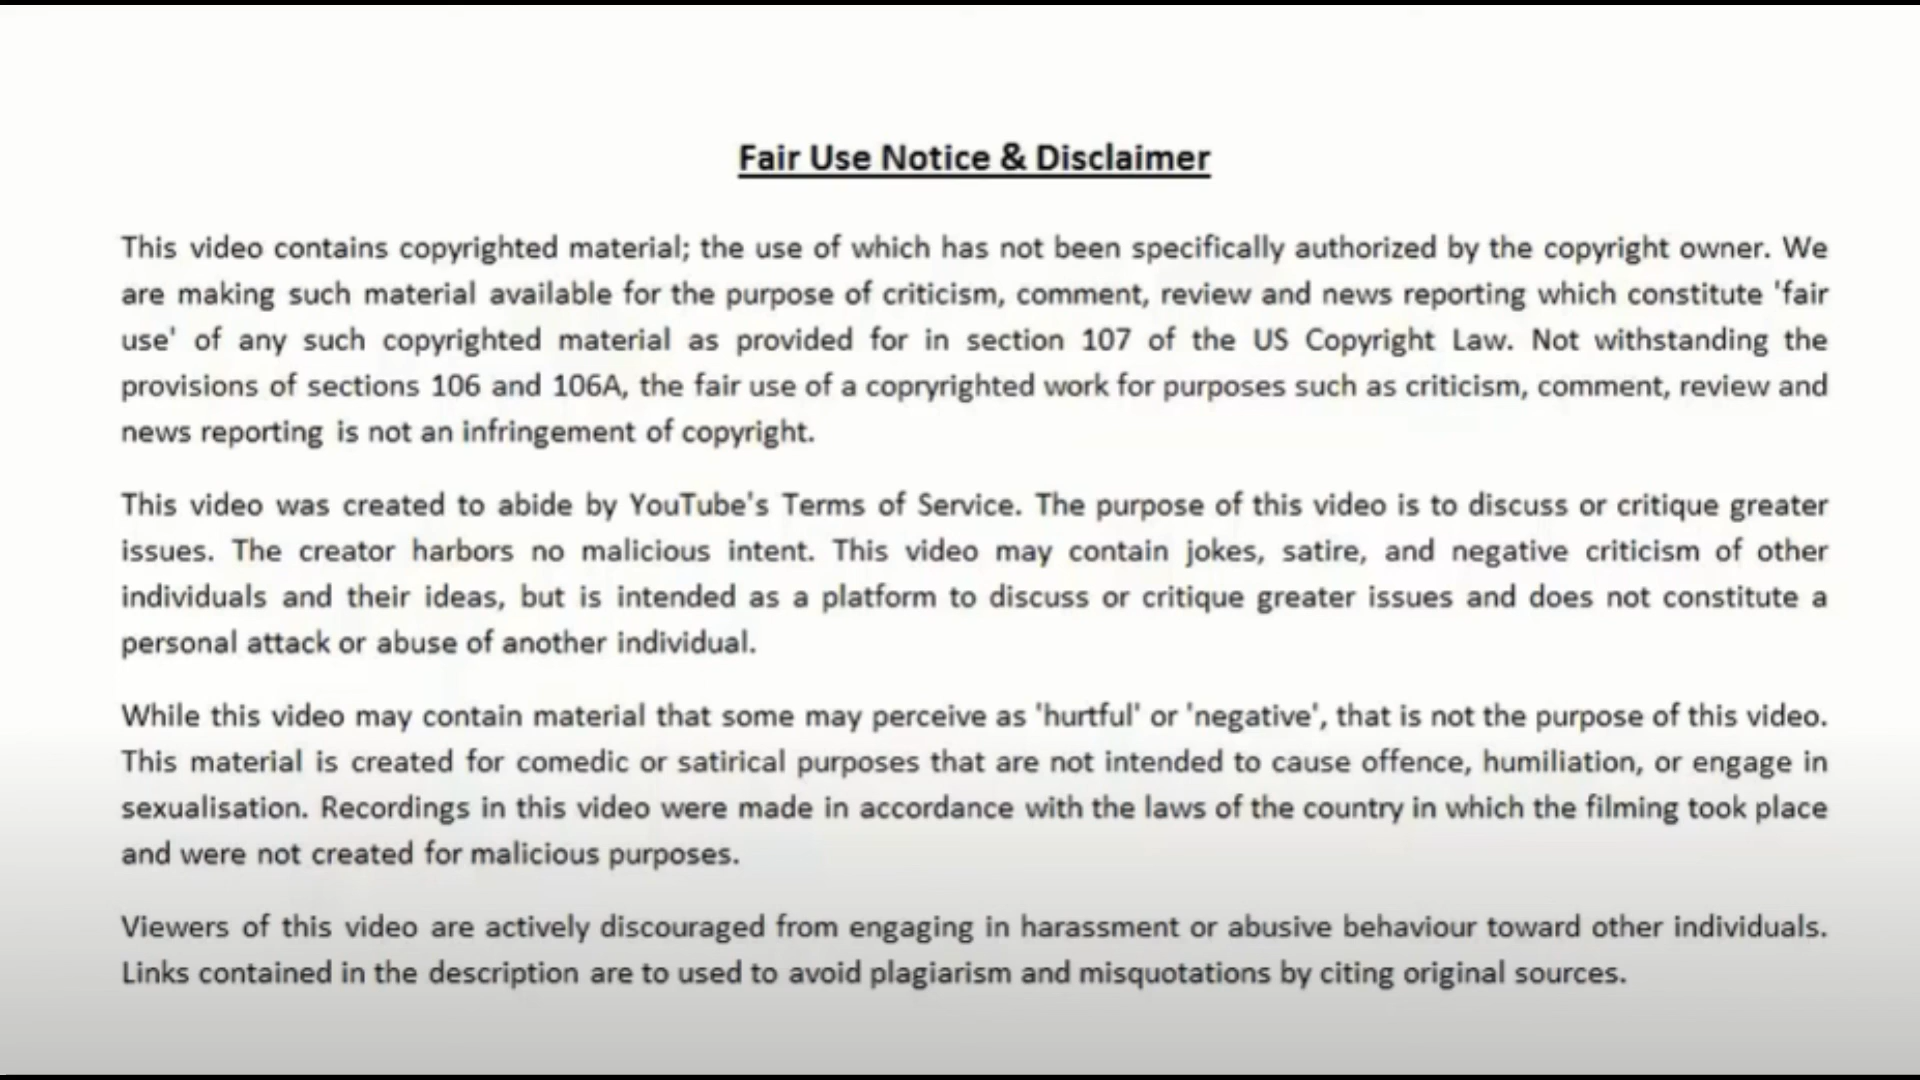 Fair Use Notice & Disclaimer
This video contains copyrighted material; the use of which has not been specifically authorized by the copyright owner. We
are making such material available for the purpose of criticism, comment, review and news reporting which constitute 'fair
use' of any such copyrighted material as provided for in section 107 of the US Copyright Law. Not withstanding the
provisions of sections 106 and 106A, the fair use of a copryrighted work for purposes such as criticism, comment, review and
news reporting is not an infringement of copyright.
This video was created to abide by YouTube's Terms of Service. The purpose of this video is to discuss or critique greater
issues. The creator harbors no malicious intent. This video may contain jokes, satire, and negative criticism of other
individuals and their ideas, but is intended as a platform to discuss or critique greater issues and does not constitute a
personal attack or abuse of another individual.
While this video may contain material that some may perceive as 'hurtful' or 'negative', that is not the purpose of this video.
This material is created for comedic or satirical purposes that are not intended to cause offence, humiliation, or engage in
sexualisation. Recordings in this video were made in accordance with the laws of the country in which the filming took place
and were not created for malicious purposes.
Viewers of this video are actively discouraged from engaging in harassment or abusive behaviour toward other individuals.
Links contained in the description are to used to avoid plagiarism and misquotations by citing original sources.